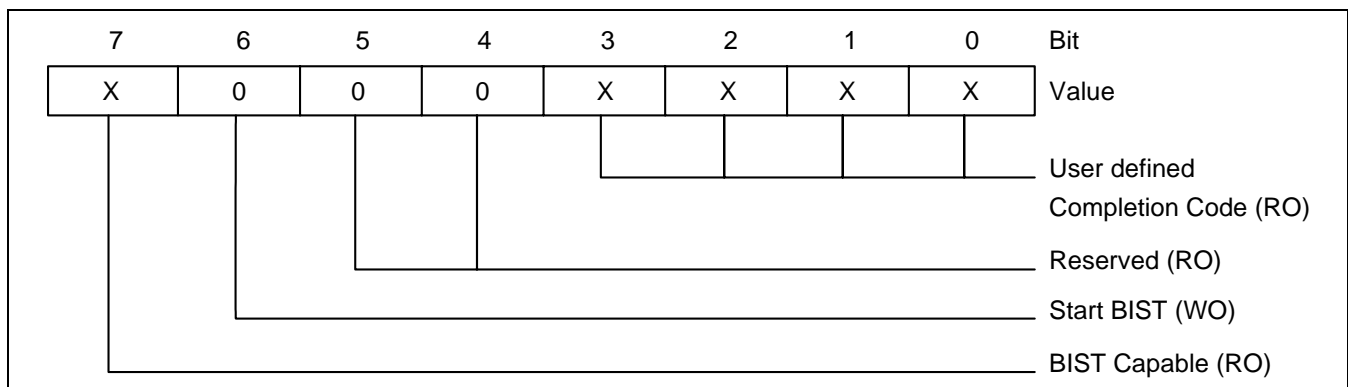 7 6 5 4 3 2 1 0 Bit
X 0 0 0 X X X X Value
User defined
Completion Code (RO)
Reserved (RO)
Start BIST (WO)
BIST Capable (RO)